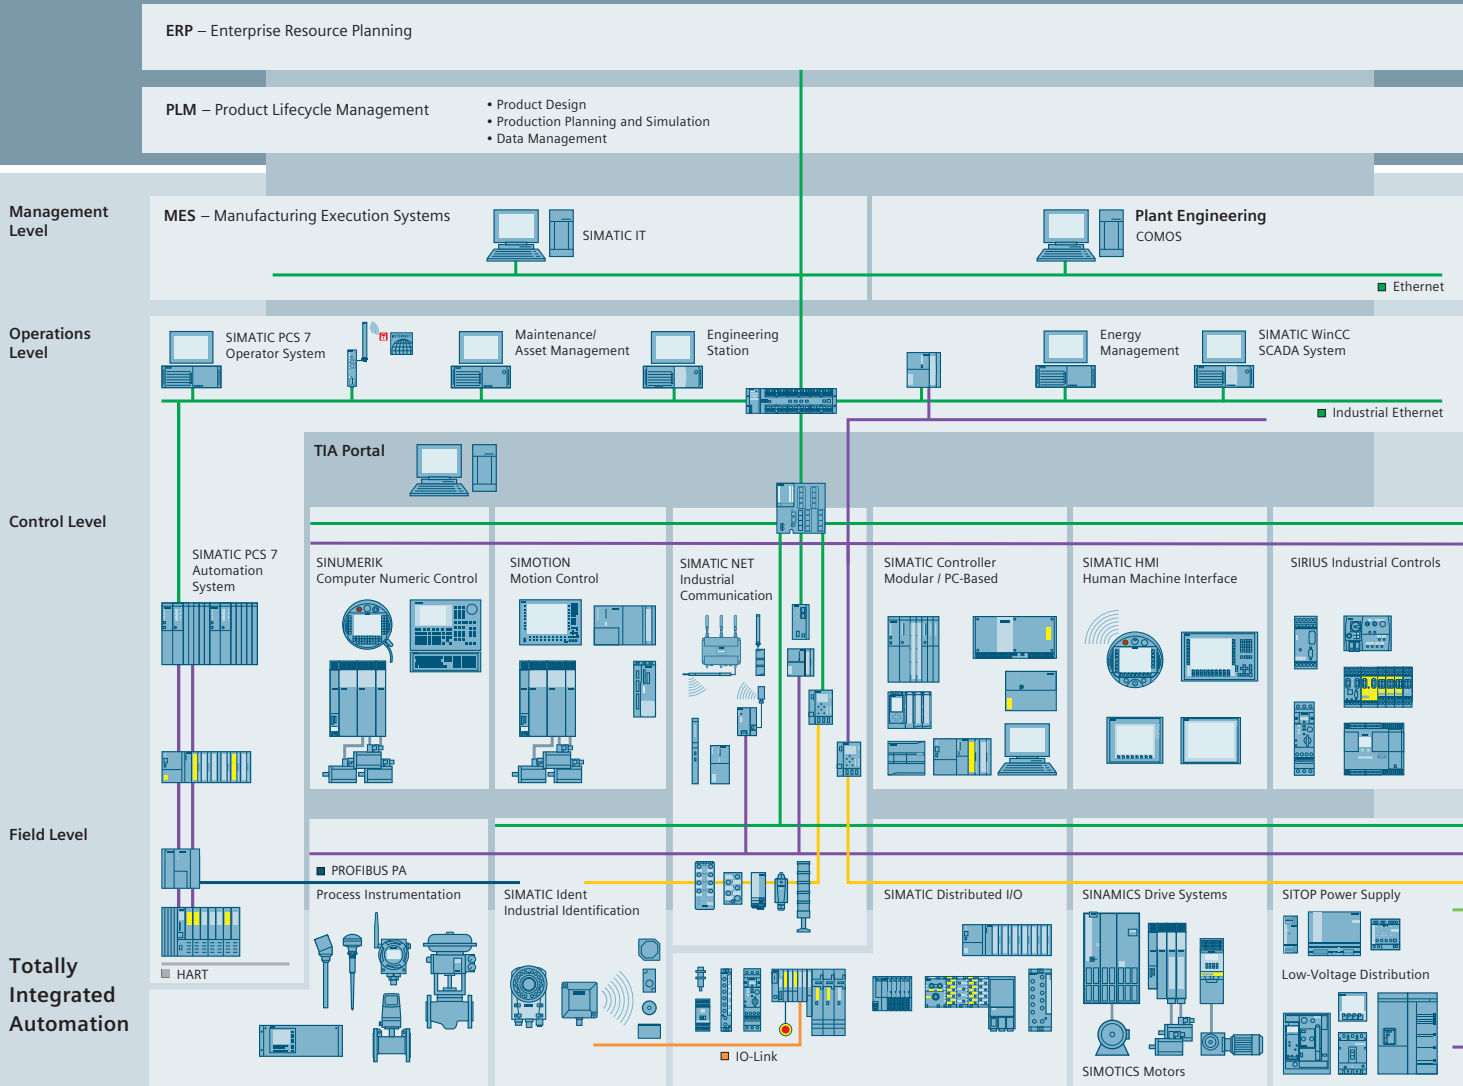 ERP – Enterprise Resource Planning
PLM – Product Lifecycle Management
• Product Design
• Production Planning and Simulation
• Data Management
Management
Level
MES – Manufacturing Execution Systems
SIMATIC IT
Plant Engineering
COMOS
Ethernet
Operations
Level
SIMATIC PCS 7
Operator System
Maintenance/
Asset Management
Engineering
Station
Energy
Management
SIMATIC WinCC
SCADA System
Industrial Ethernet
TIA Portal
Control Level
SIMATIC PCS 7
Automation
System
SINUMERIK
Computer Numeric Control
SIMOTION
Motion Control
SIMATIC NET
Industrial
Communication
SIMATIC Controller
Modular / PC-Based
SIMATIC HMI
Human Machine Interface
SIRIUS Industrial Controls
Field Level
PROFIBUS PA
Process Instrumentation
SIMATIC Ident
Industrial Identification
SIMATIC Distributed I/O
SINAMICS Drive Systems
SITOP Power Supply
HART
Low-Voltage Distribution
Totally
Integrated
Automation
IO-Link
SIMOTICS Motors